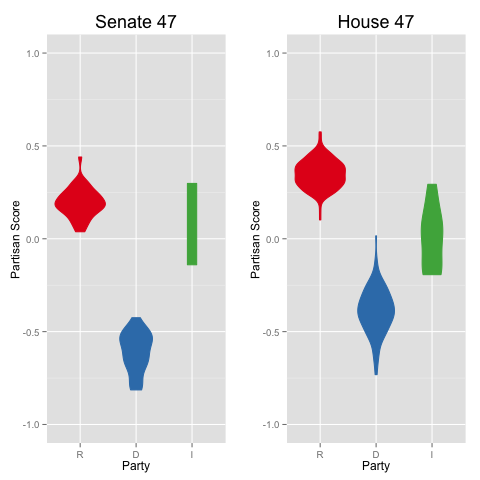 Senate 47
House 47
Partisan Score
1.0
0.5
0.0
-0.5
-1.0
R D I
Party
Partisan Score
1.0
0.5
0.0
-0.5
-1.0
R D I
Party